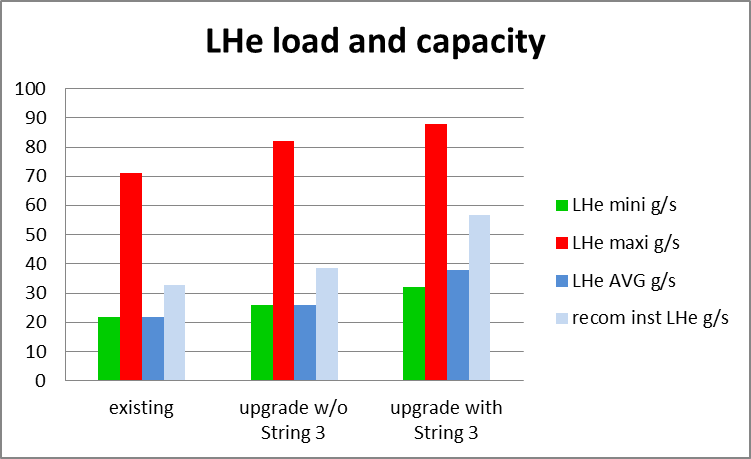 LHe load and capacity
100
90
80
70
60
50
40
30
20
10
0
existing
upgrade w/o
String 3
upgrade with
String 3
LHe mini g/s
LHe maxi g/s
LHe AVG g/s
recom inst LHe g/s